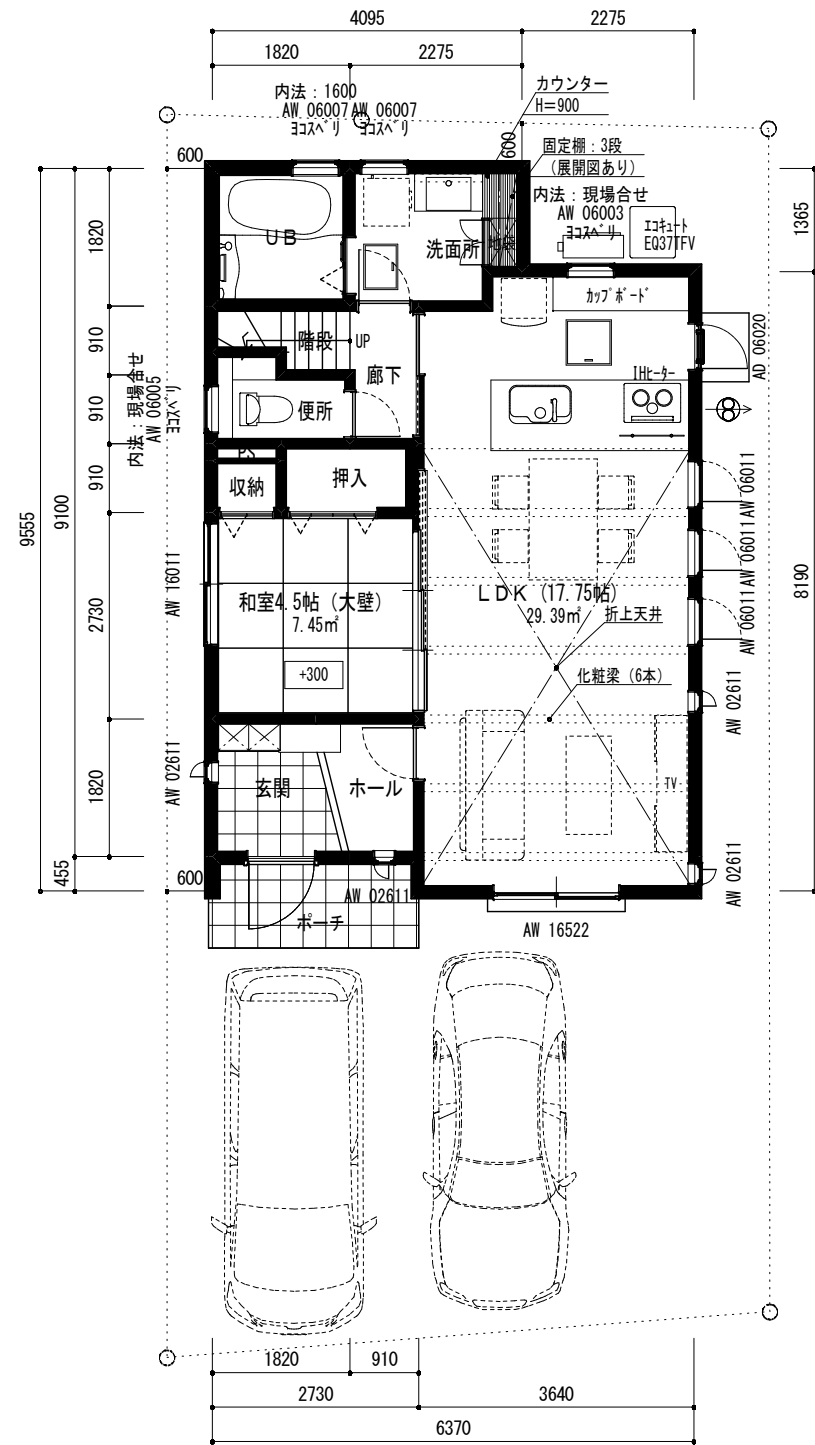 4095
2275
1820
2275
内法：1600
AW 06007
AW 06007
ﾖｺｽﾍﾞﾘ
ﾖｺｽﾍﾞﾘ
カウンター
H=900
600
600
固定棚：3段
（展開図あり）
内法：現場合せ
AW 06003
ﾖｺｽﾍﾞﾘ
ｴｺｷｭｰﾄ
EQ37TFV
1365
1820
UB
洗面所
地袋
ｶｯﾌﾟﾎﾞｰﾄﾞ
910
階段
UP
廊下
IHﾋｰﾀｰ
AD 06020
内法：現場合せ
AW 06005
ﾖｺｽﾍﾞﾘ
910
便所
910
PS
収納
押入
AW 06011
AW 06011
AW 06011
9555
9100
8190
AW 16011
2730
和室4.5帖（大壁）
7.45㎡
LDK（17.75帖）
29.39㎡
折上天井
+300
化粧梁（6本）
AW 02611
AW 02611
1820
玄関
ホール
TV
455
600
AW 02611
AW 02611
ポーチ
AW 16522
1820
910
2730
3640
6370